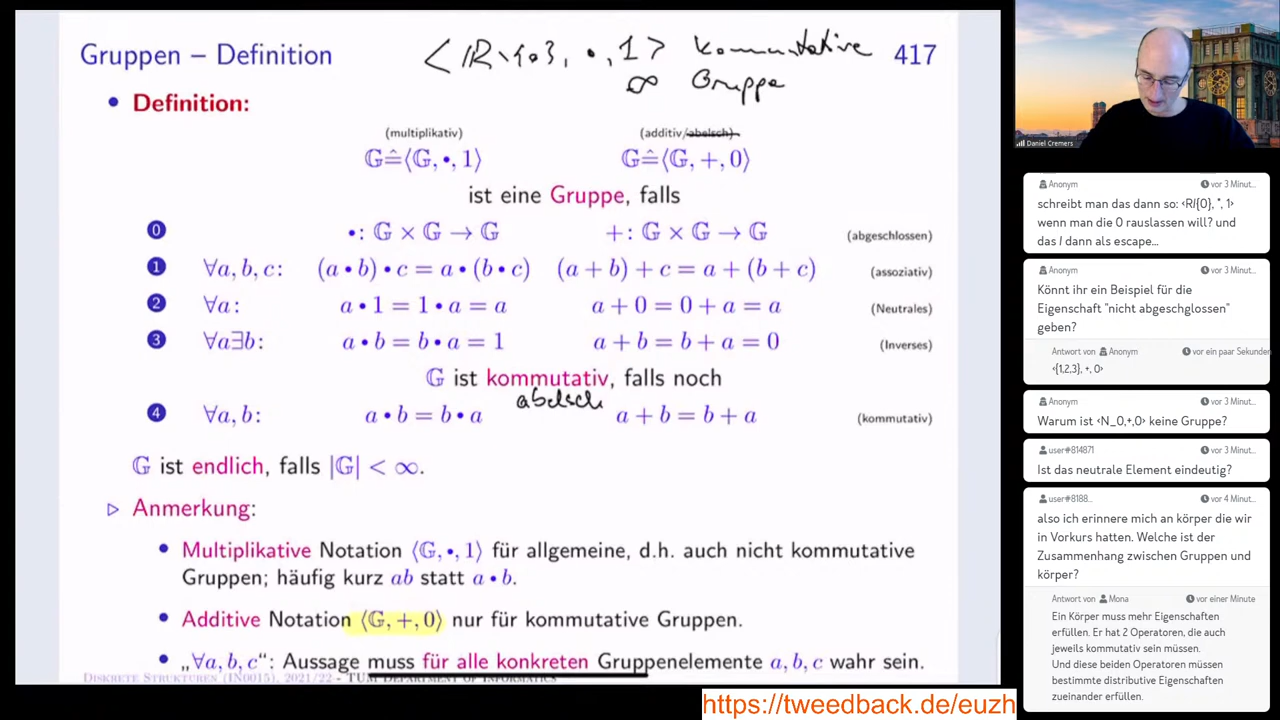 Gruppen – Definition
< ℝ\{0}, •, 1 > kommutative
∞ Gruppe
417
• Definition:
(multiplikativ) (additiv/abelsch)
𝔾≙⟨𝔾, •, 1⟩ 𝔾≙⟨𝔾, +, 0⟩
ist eine Gruppe, falls
0 •: 𝔾 × 𝔾 → 𝔾 +: 𝔾 × 𝔾 → 𝔾 (abgeschlossen)
1 ∀a, b, c: (a • b) • c = a • (b • c) (a + b) + c = a + (b + c) (assoziativ)
2 ∀a: a • 1 = 1 • a = a a + 0 = 0 + a = a (Neutrales)
3 ∀a∃b: a • b = b • a = 1 a + b = b + a = 0 (Inverses)
𝔾 ist kommutativ, falls noch
abelsch
4 ∀a, b: a • b = b • a a + b = b + a (kommutativ)
𝔾 ist endlich, falls |𝔾| < ∞.
▷ Anmerkung:
• Multiplikative Notation ⟨𝔾, •, 1⟩ für allgemeine, d.h. auch nicht kommutative
Gruppen; häufig kurz ab statt a • b.
• Additive Notation ⟨𝔾, +, 0⟩ nur für kommutative Gruppen.
• „∀a, b, c“: Aussage muss für alle konkreten Gruppenelemente a, b, c wahr sein.
Diskrete Strukturen (IN0015), 2021/22 - TUM Department of Informatics
Daniel Cremers
Anonym vor 3 Minut...
schreibt man das dann so: ‹R/{0}, *, 1›
wenn man die 0 rauslassen will? und
das / dann als escape...
Anonym vor 3 Minut...
Könnt ihr ein Beispiel für die
Eigenschaft "nicht abgeschglossen"
geben?
Antwort von Anonym vor ein paar Sekunden
‹{1,2,3}, +, 0›
Anonym vor 3 Minut...
Warum ist ‹N_0,+,0› keine Gruppe?
user#814871 vor 3 Minut...
Ist das neutrale Element eindeutig?
user#8188... vor 4 Minut...
also ich erinnere mich an körper die wir
in Vorkurs hatten. Welche ist der
Zusammenhang zwischen Gruppen und
körper?
Antwort von Mona vor einer Minute
Ein Körper muss mehr Eigenschaften
erfüllen. Er hat 2 Operatoren, die auch
jeweils kommutativ sein müssen.
Und diese beiden Operatoren müssen
bestimmte distributive Eigenschaften
zueinander erfüllen.
https://tweedback.de/euzh